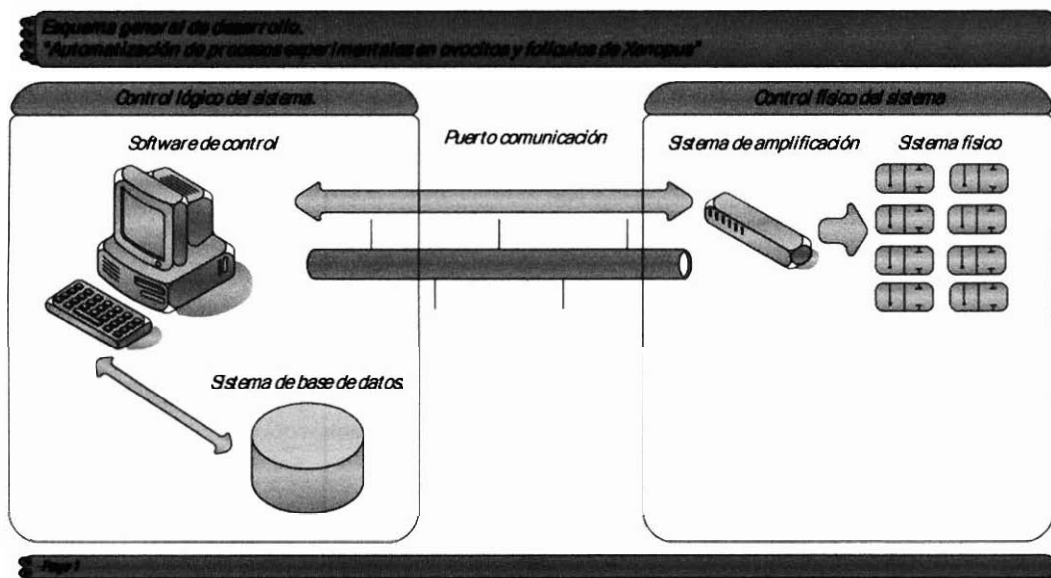 Esquema general de desarrollo.
"Automatización de procesos experimentales en ovocitos y folículos de Xenopus"
Control lógico del sistema.
Control físico del sistema
Software de control
Puerto comunicación
Sistema de amplificación
Sistema físico
Sistema de base de datos.
Page 1